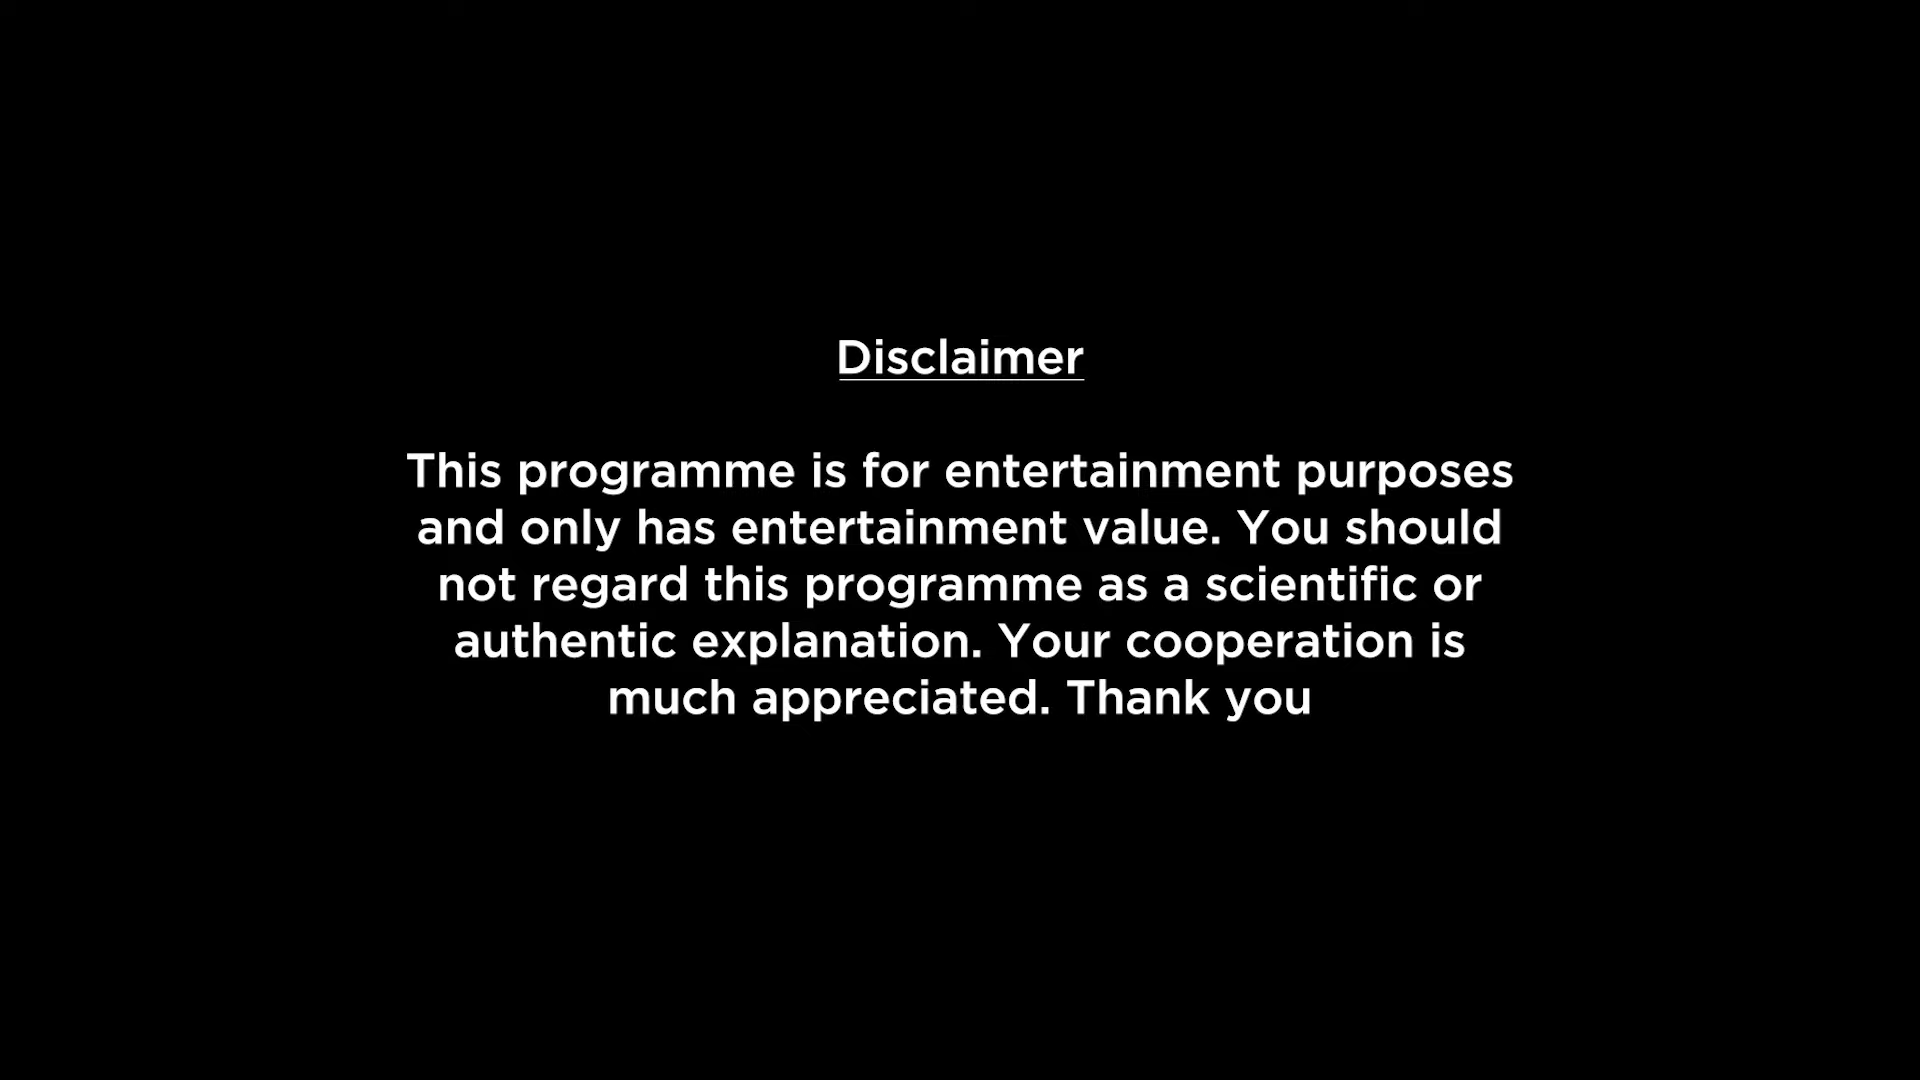 Disclaimer
This programme is for entertainment purposes
and only has entertainment value. You should
not regard this programme as a scientific or
authentic explanation. Your cooperation is
much appreciated. Thank you